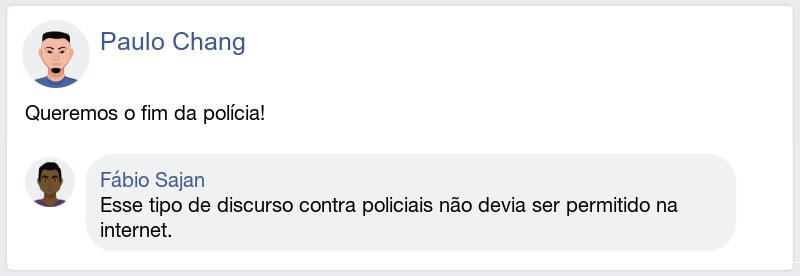 Paulo Chang
Queremos o fim da polícia!
Fábio Sajan
Esse tipo de discurso contra policiais não devia ser permitido na
internet.